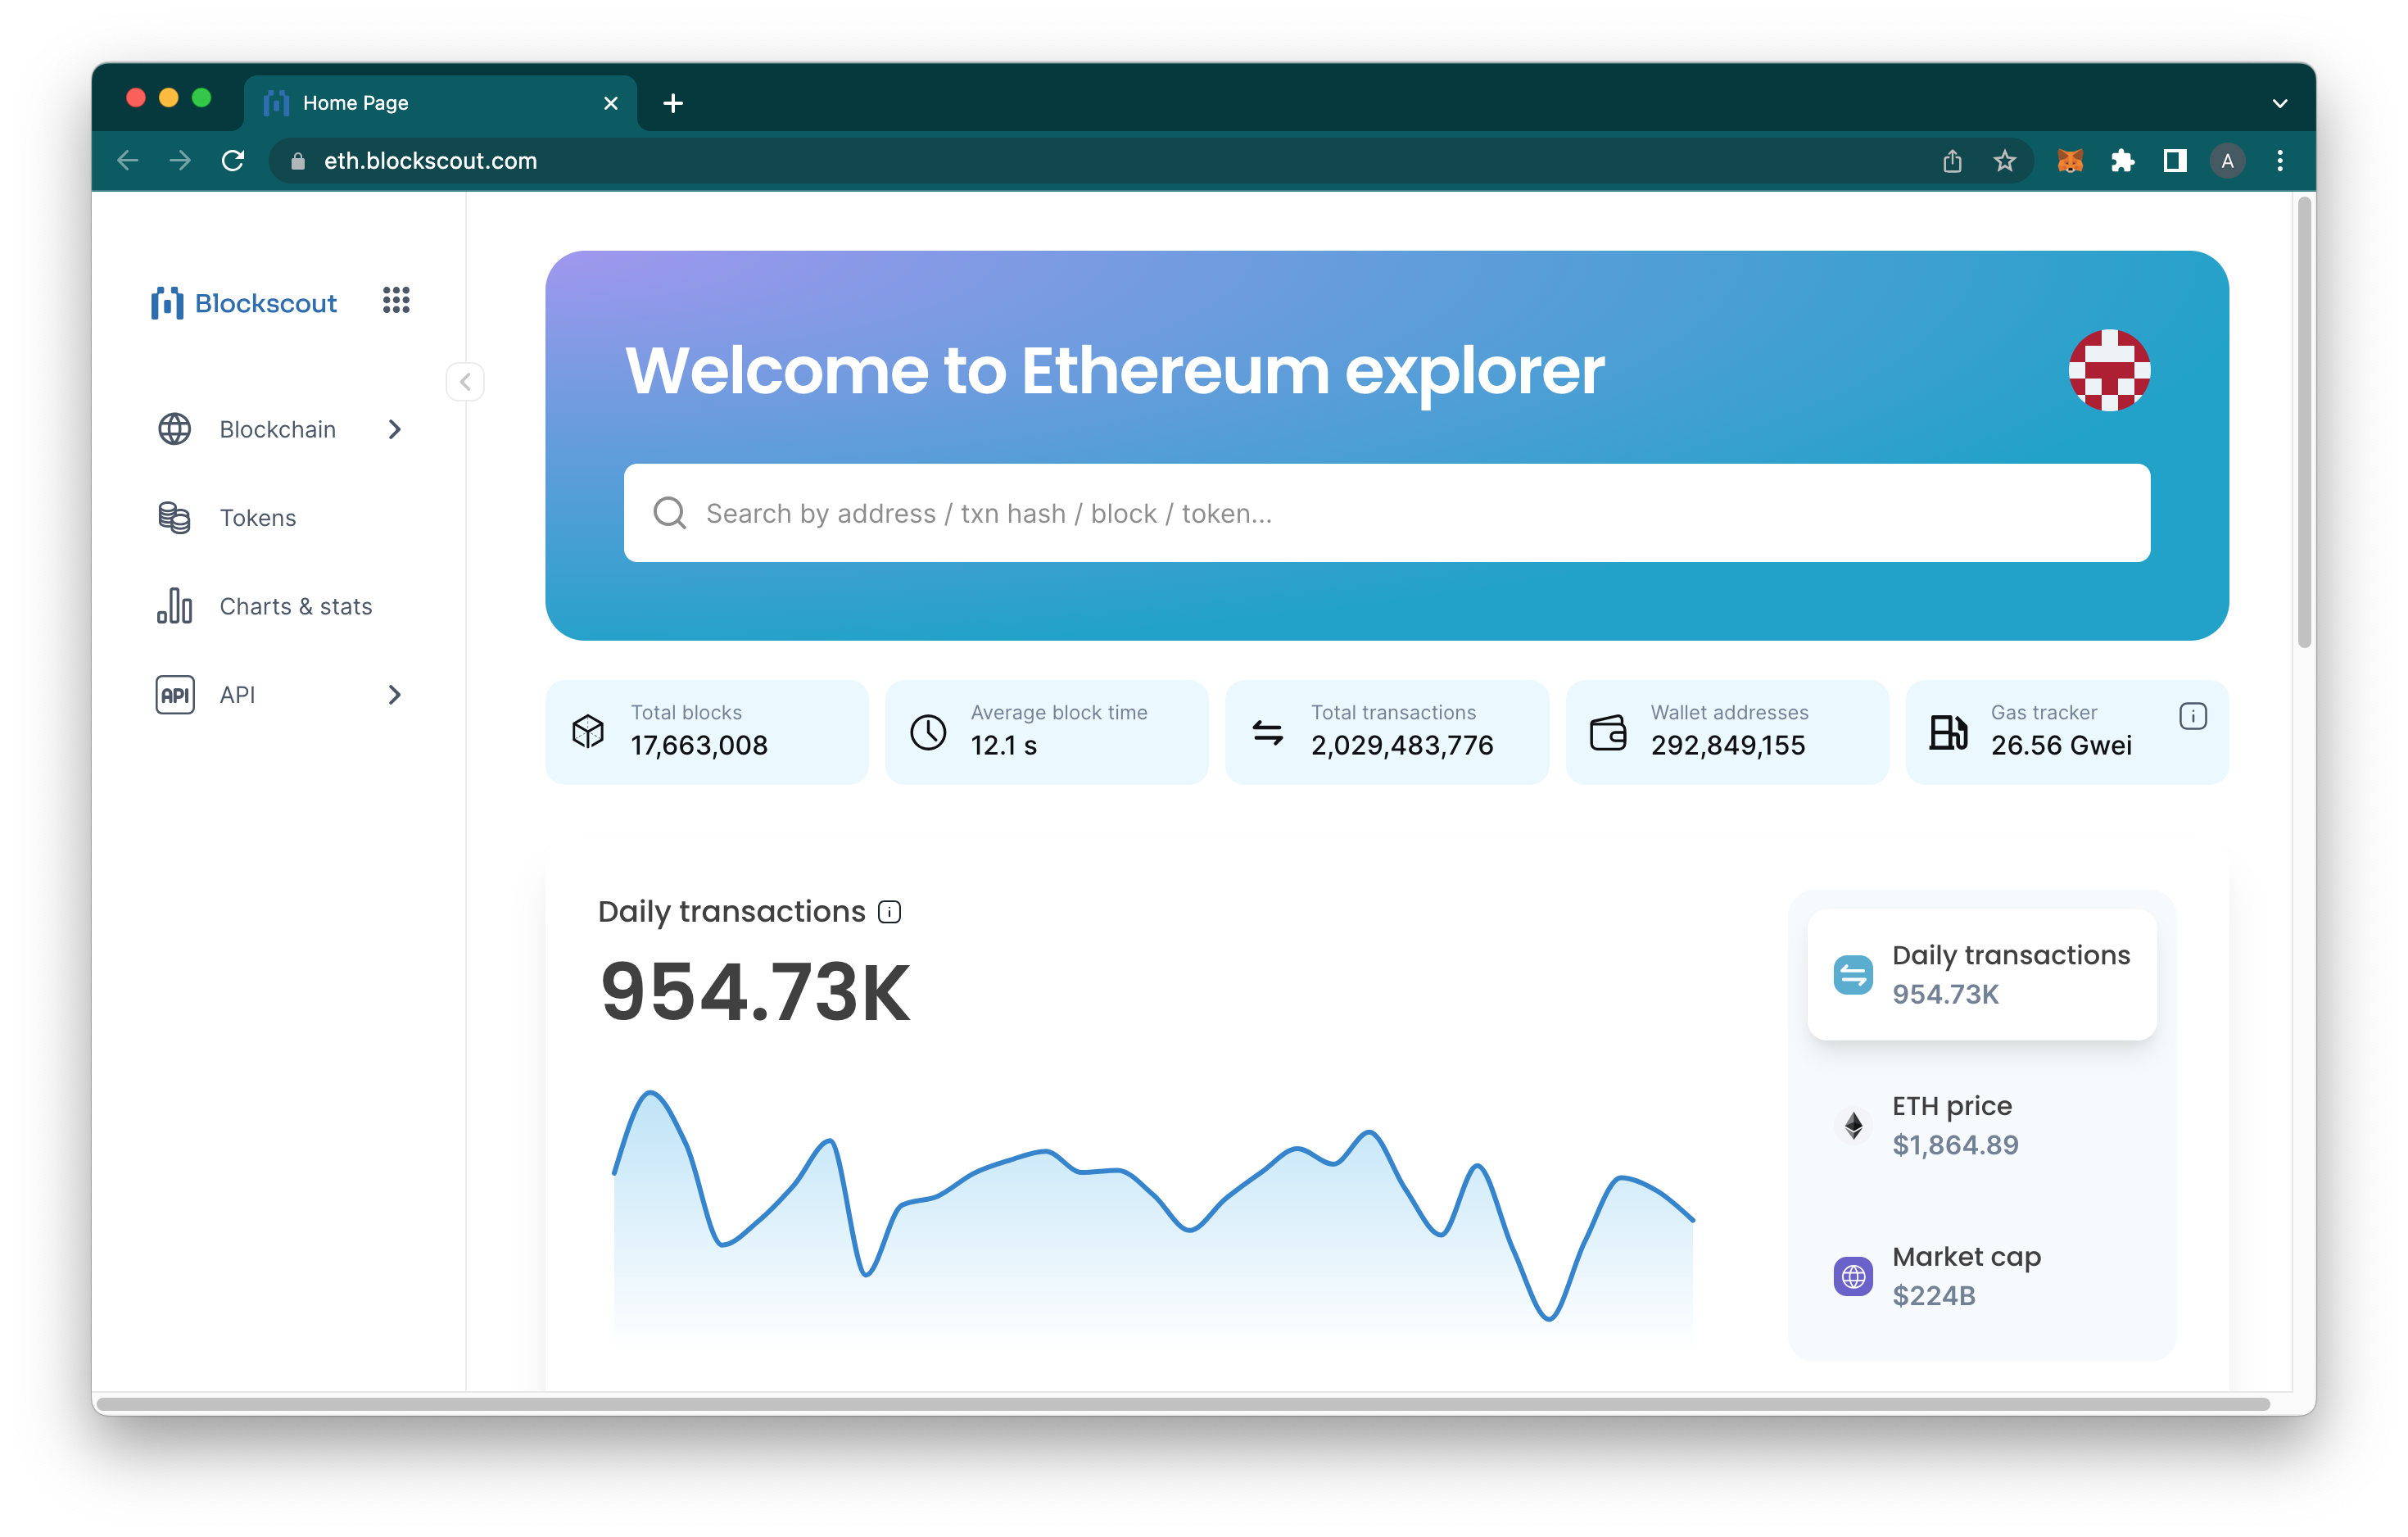 Home Page
eth.blockscout.com
A
Blockscout
Blockchain
Tokens
Charts & stats
API API
Welcome to Ethereum explorer
Search by address / txn hash / block / token...
Total blocks
17,663,008
Average block time
12.1 s
Total transactions
2,029,483,776
Wallet addresses
292,849,155
Gas tracker
26.56 Gwei
i
Daily transactions i
954.73K
Daily transactions
954.73K
ETH price
$1,864.89
Market cap
$224B